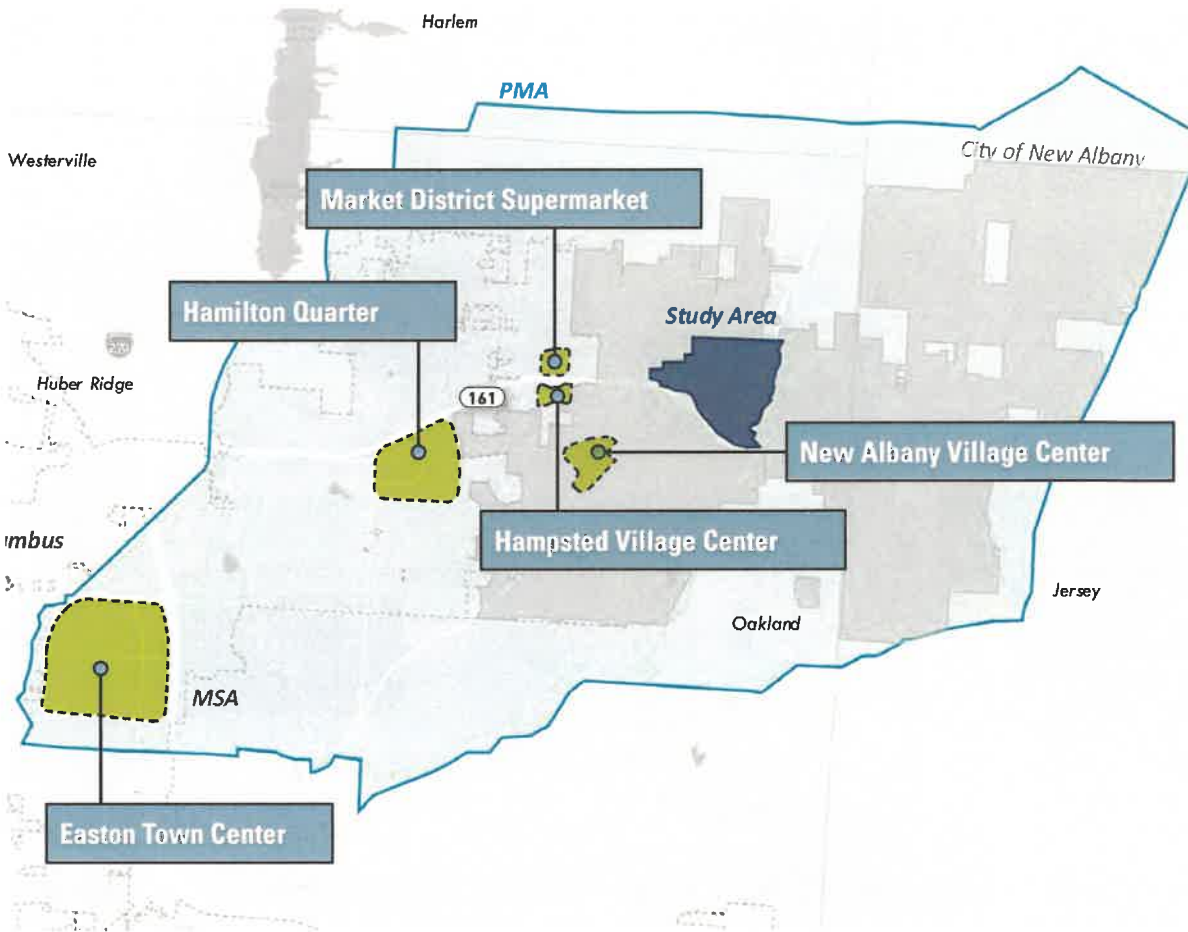 Harlem
PMA
City of New Albany
Westerville
Market District Supermarket
Hamilton Quarter
Study Area
Huber Ridge
161
New Albany Village Center
Hampsted Village Center
mbus
Jersey
Oakland
MSA
Easton Town Center